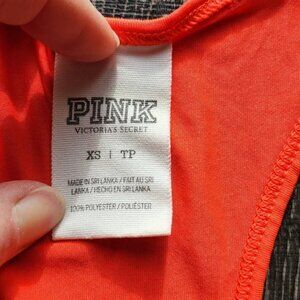 PINK
VICTORIA'S SECRET
XS | TP
MADE IN SRI LANKA / FAIT AU SRI
LANKA / HECHO EN SRI LANKA
100% POLYESTER / POLIÉSTER